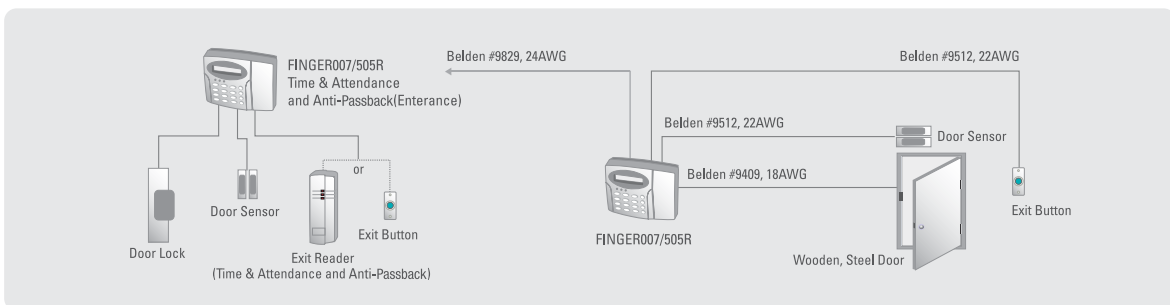 FINGER007/505R
Time & Attendance
and Anti-Passback(Enterance)
Door Lock
Door Sensor
or
Exit Button
Exit Reader
(Time & Attendance and Anti-Passback)
Belden #9829, 24AWG
Belden #9512, 22AWG
Belden #9512, 22AWG
Door Sensor
Belden #9409, 18AWG
FINGER007/505R
Wooden, Steel Door
Exit Button